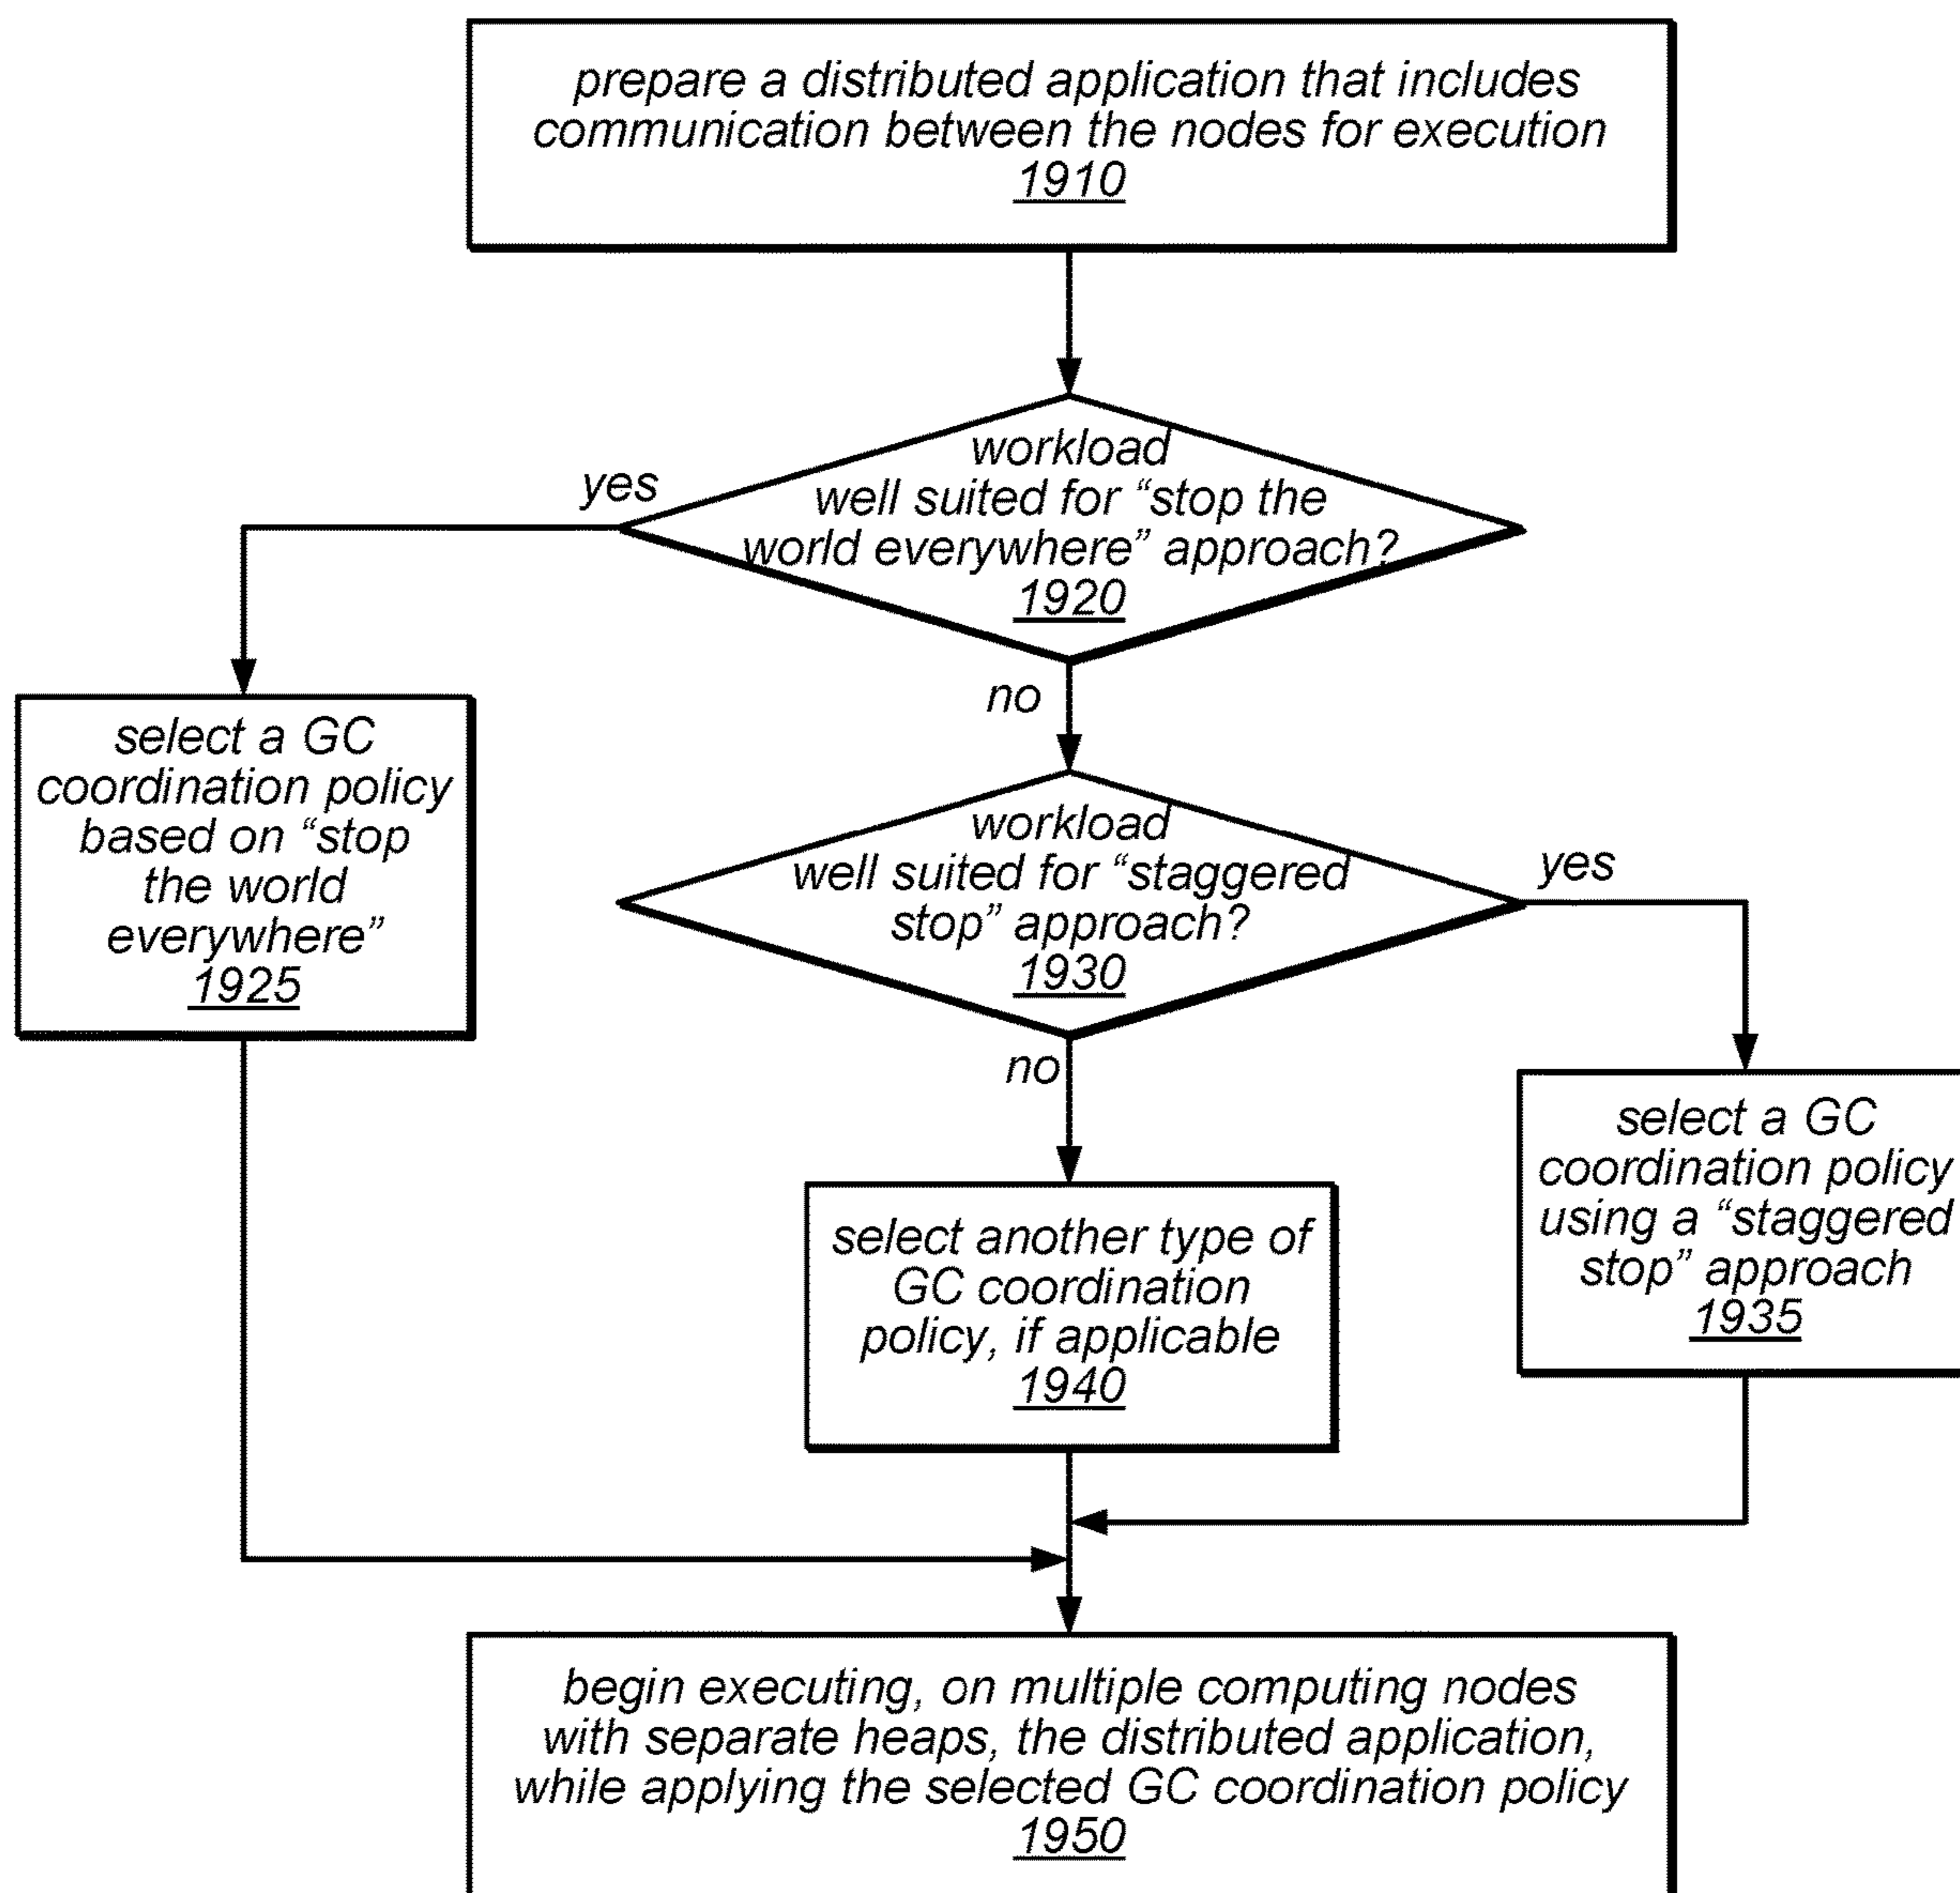 prepare a distributed application that includes
communication between the nodes for execution
1910
workload
well suited for “stop the
world everywhere” approach?
1920
yes
no
select a GC
coordination policy
based on “stop
the world
everywhere”
1925
workload
well suited for “staggered
stop” approach?
1930
yes
no
select a GC
coordination policy
using a “staggered
stop” approach
1935
select another type of
GC coordination
policy, if applicable
1940
begin executing, on multiple computing nodes
with separate heaps, the distributed application,
while applying the selected GC coordination policy
1950